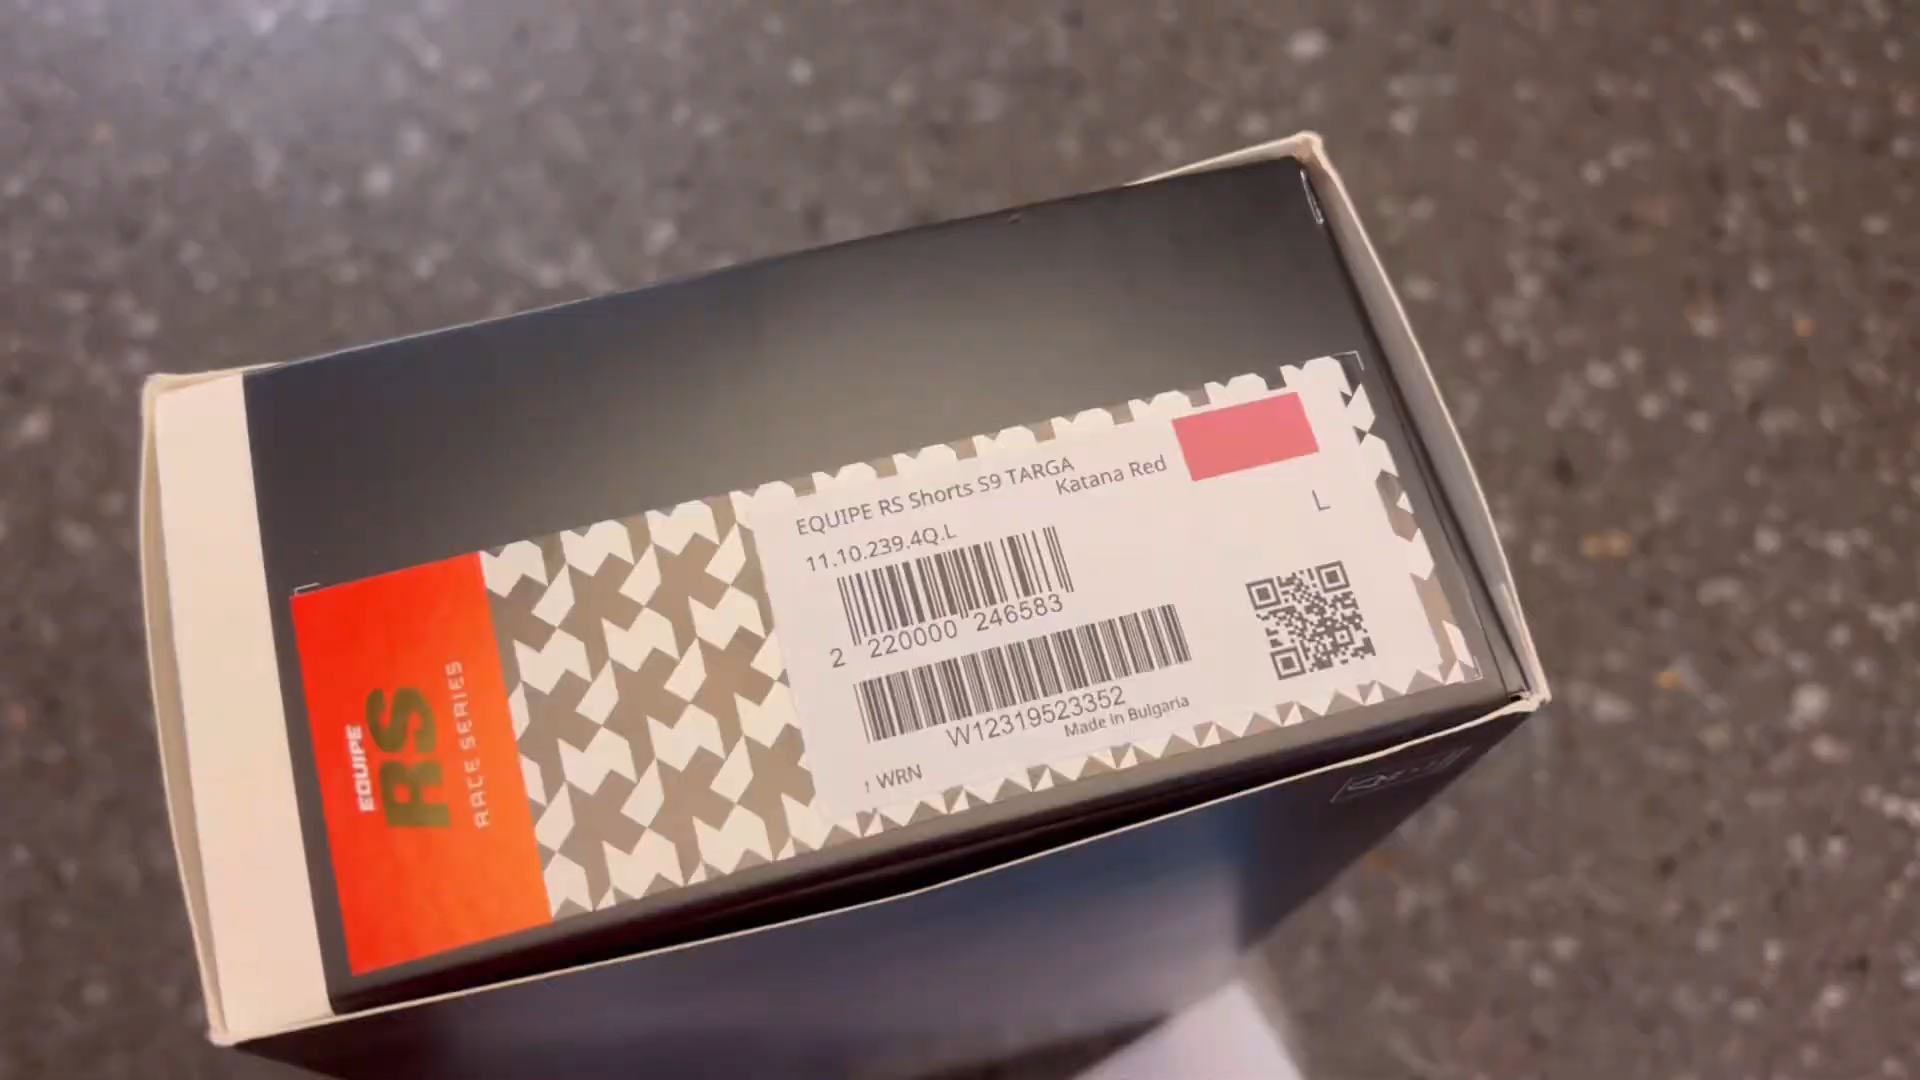 EQUIPE
RS
RACE SERIES
EQUIPE RS Shorts S9 TARGA
Katana Red
11.10.239.4Q.L
L
2 220000 246583
W12319523352
Made in Bulgaria
WRN